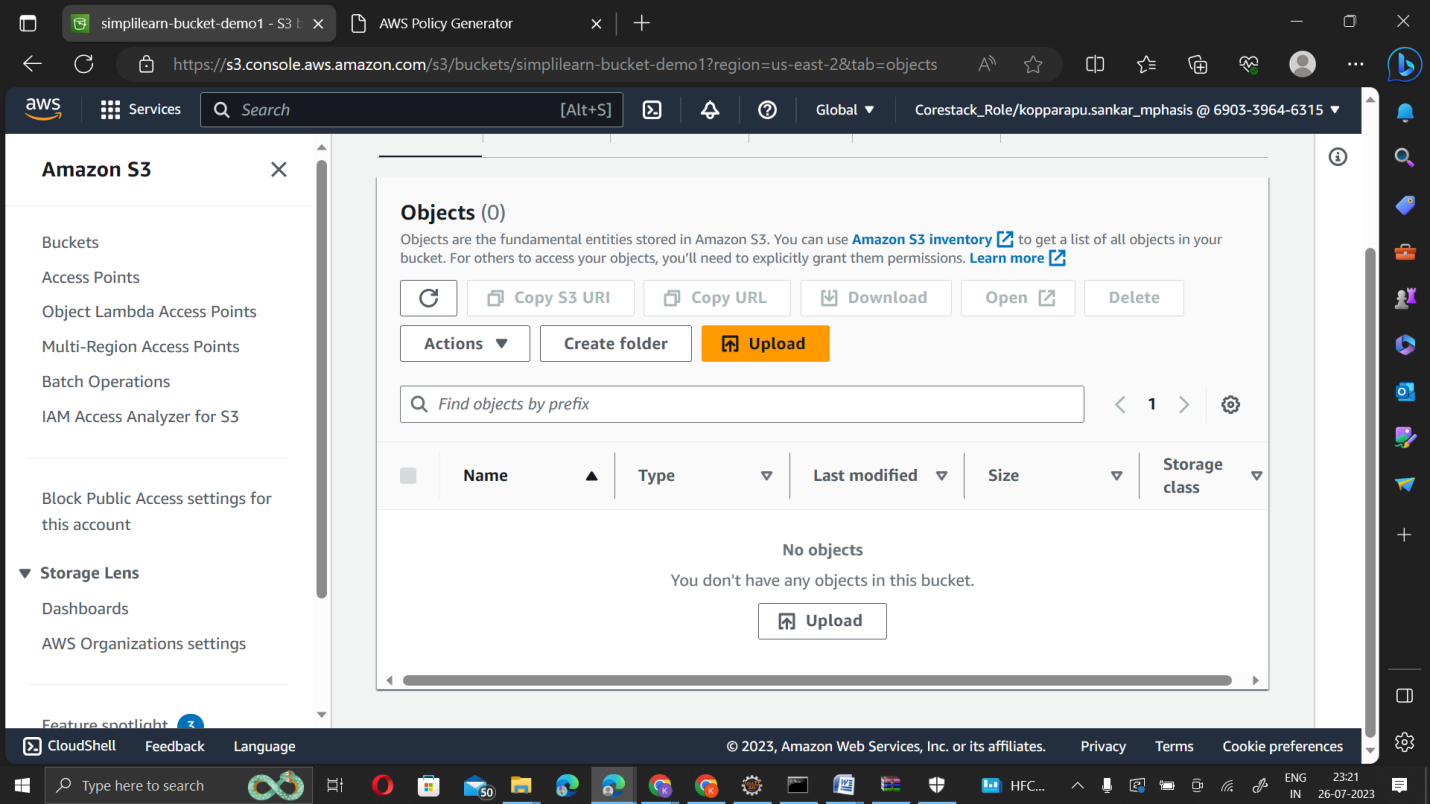 simplilearn-bucket-demo1 - S3 b
AWS Policy Generator
https://s3.console.aws.amazon.com/s3/buckets/simplilearn-bucket-demo1?region=us-east-2&tab=objects
aws
Services
Search
[Alt+S]
Global
Corestack_Role/kopparapu.sankar_mphasis @ 6903-3964-6315
Amazon S3
Buckets
Access Points
Object Lambda Access Points
Multi-Region Access Points
Batch Operations
IAM Access Analyzer for S3
Block Public Access settings for
this account
Storage Lens
Dashboards
AWS Organizations settings
Feature spotlight 3
Objects (0)
Objects are the fundamental entities stored in Amazon S3. You can use Amazon S3 inventory to get a list of all objects in your
bucket. For others to access your objects, you'll need to explicitly grant them permissions. Learn more
Copy S3 URI
Copy URL
Download
Open
Delete
Actions
Create folder
Upload
Find objects by prefix
1
Name
Type
Last modified
Size
Storage
class
No objects
You don't have any objects in this bucket.
Upload
CloudShell
Feedback
Language
© 2023, Amazon Web Services, Inc. or its affiliates.
Privacy
Terms
Cookie preferences
Type here to search
50
HFC...
ENG
IN
23:21
26-07-2023